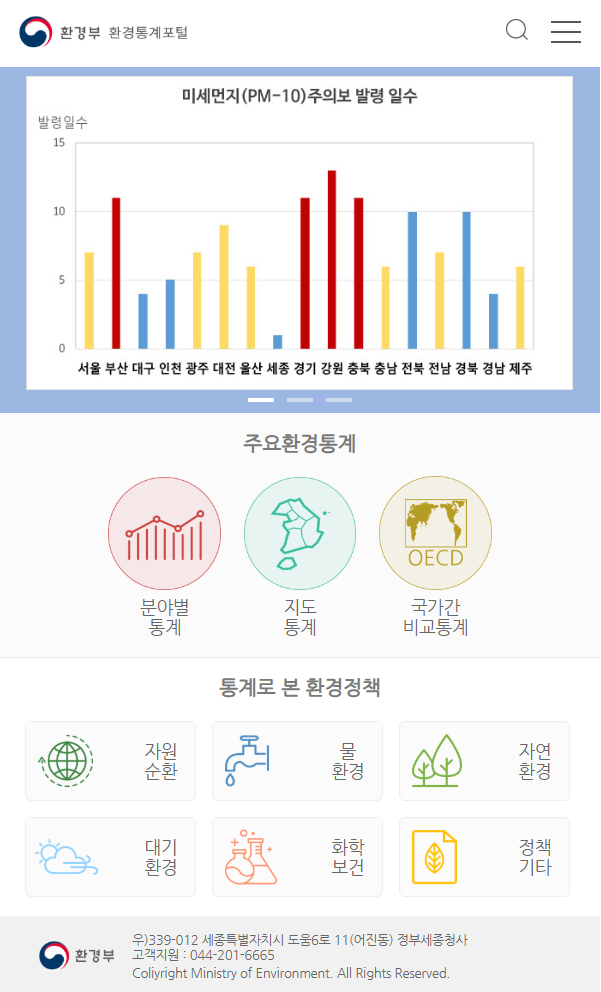 환경부 환경통계포털
미세먼지(PM-10)주의보 발령 일수
발령일수
15
10
5
0
서울 부산 대구 인천 광주 대전 울산 세종 경기 강원 충북 충남 전북 전남 경북 경남 제주
주요환경통계
OECD
분야별 지도 국가간
통계 통계 비교통계
통계로 본 환경정책
자원 물 자연
순환 환경 환경
대기 화학 정책
환경 보건 기타
환경부
우)339-012 세종특별자치시 도움6로 11(어진동) 정부세종청사
고객지원 : 044-201-6665
Coliyright Ministry of Environment. All Rights Reserved.